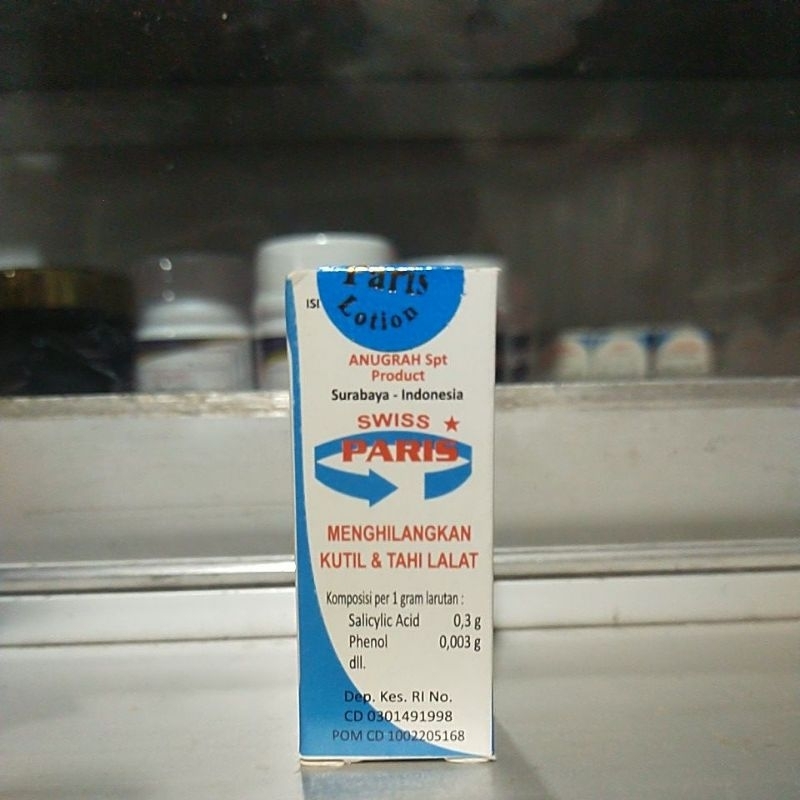 Paris
Lotion
ISI
ANUGRAH Spt
Product
Surabaya - Indonesia
SWISS
PARIS
MENGHILANGKAN
KUTIL & TAHI LALAT
Komposisi per 1 gram larutan :
Salicylic Acid 0,3 g
Phenol 0,003 g
dll.
Dep. Kes. RI No.
CD 0301491998
POM CD 1002205168